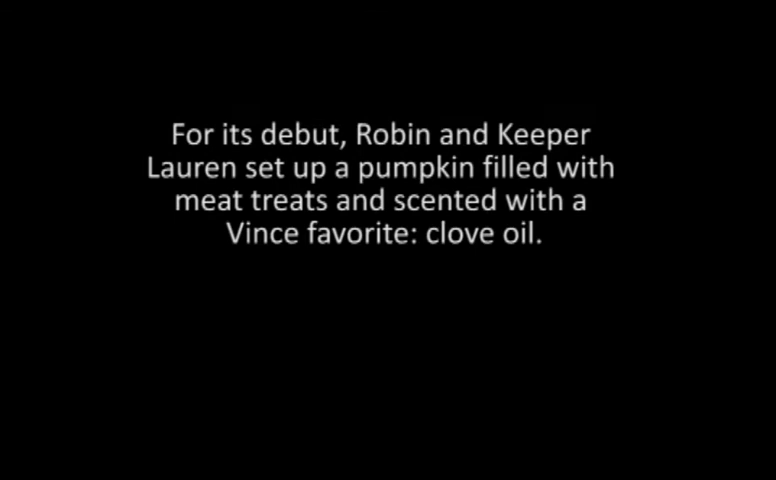 For its debut, Robin and Keeper
Lauren set up a pumpkin filled with
meat treats and scented with a
Vince favorite: clove oil.